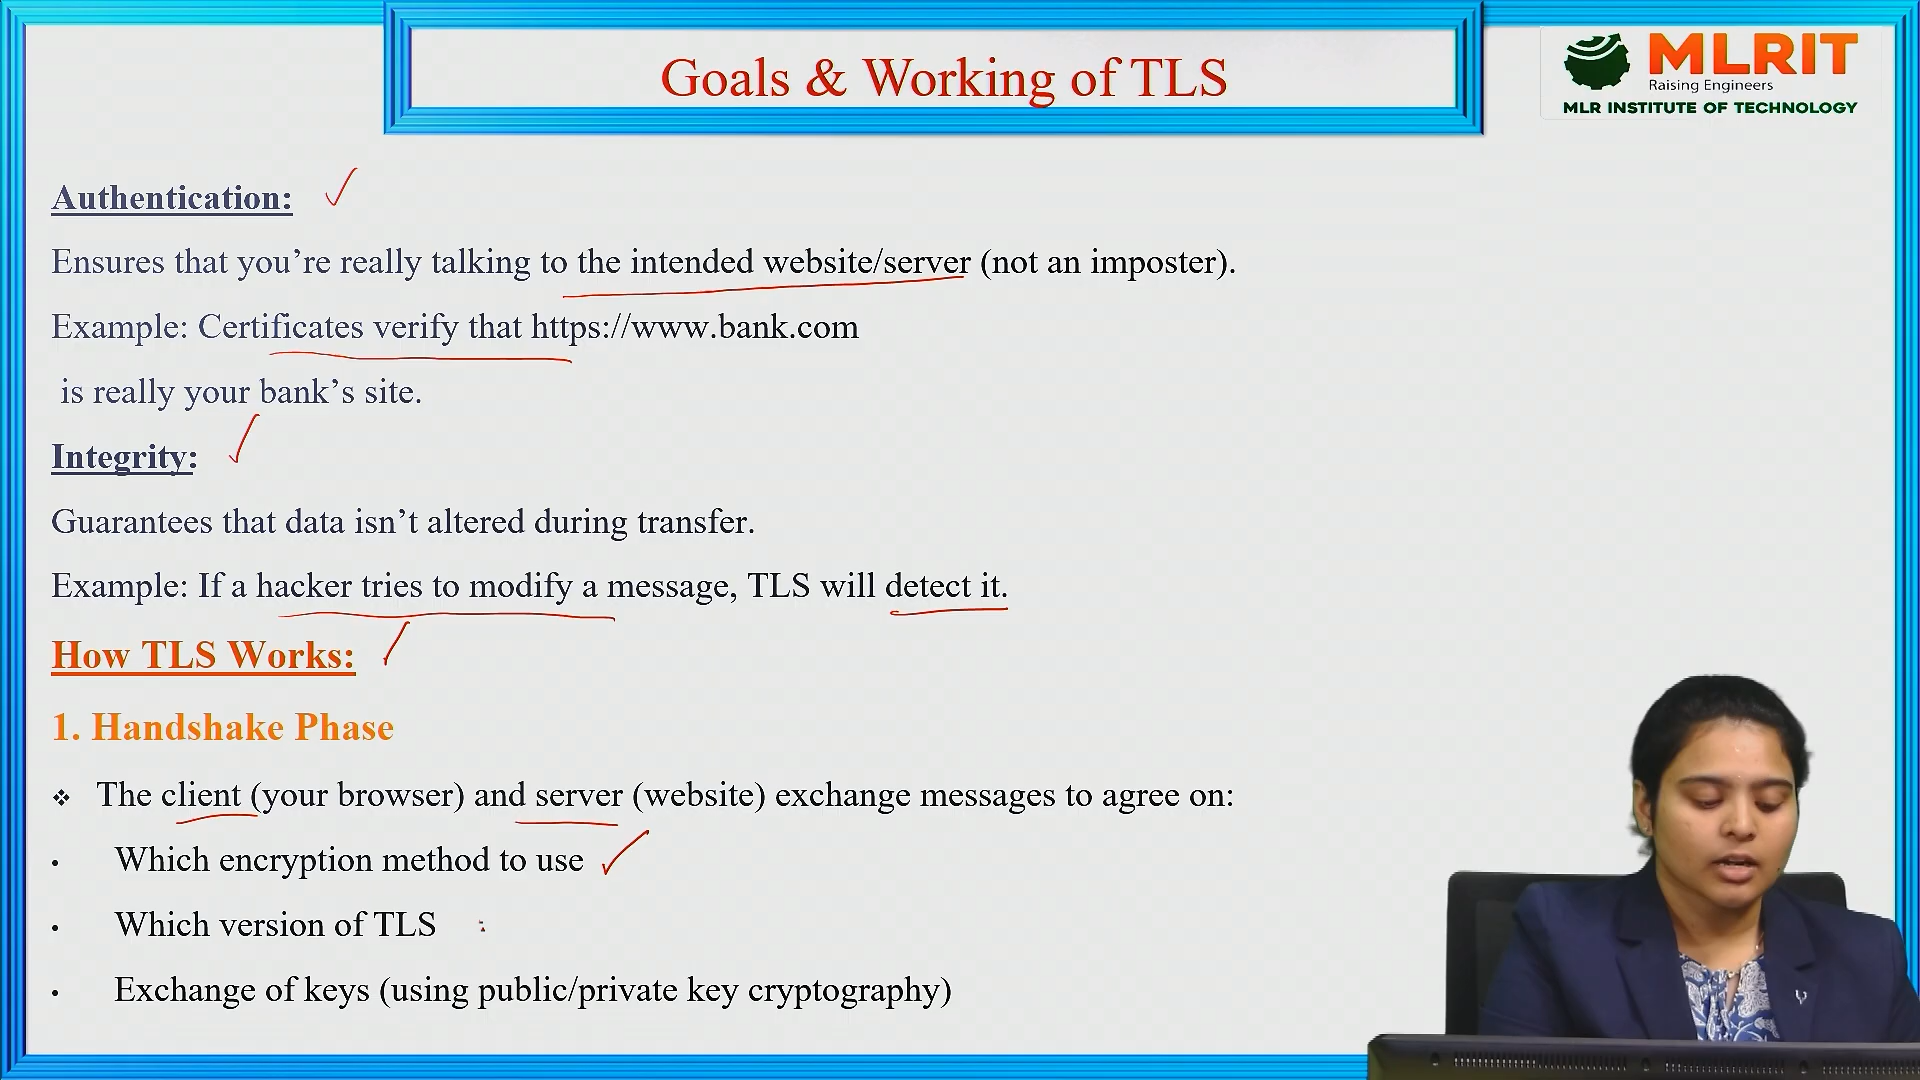 Goals & Working of TLS
MLRIT
Raising Engineers
MLR INSTITUTE OF TECHNOLOGY
Authentication:
Ensures that you’re really talking to the intended website/server (not an imposter).
Example: Certificates verify that https://www.bank.com
is really your bank’s site.
Integrity:
Guarantees that data isn’t altered during transfer.
Example: If a hacker tries to modify a message, TLS will detect it.
How TLS Works:
1. Handshake Phase
❖ The client (your browser) and server (website) exchange messages to agree on:
• Which encryption method to use
• Which version of TLS
• Exchange of keys (using public/private key cryptography)